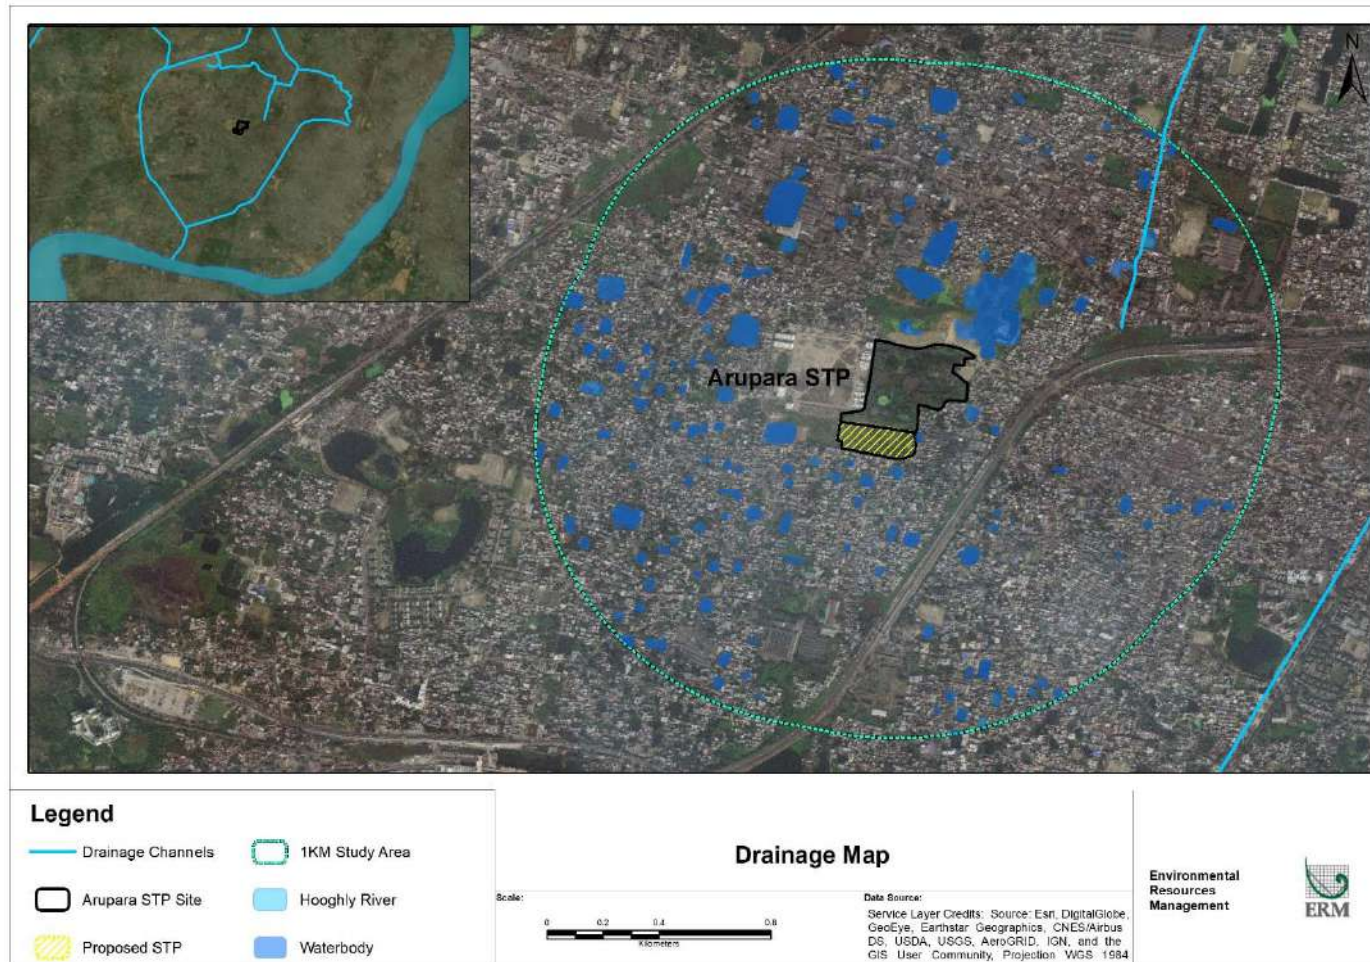 N
Arupara STP
Legend
Drainage Channels
1KM Study Area
Arupara STP Site
Hooghly River
Proposed STP
Waterbody
Drainage Map
Scale:
0 0.2 0.4 0.8
Kilometers
Data Source:
Service Layer Credits: Source: Esri, DigitalGlobe,
GeoEye, Earthstar Geographics, CNES/Airbus
DS, USDA, USGS, AeroGRID, IGN, and the
GIS User Community, Projection WGS 1984
Environmental
Resources
Management
ERM